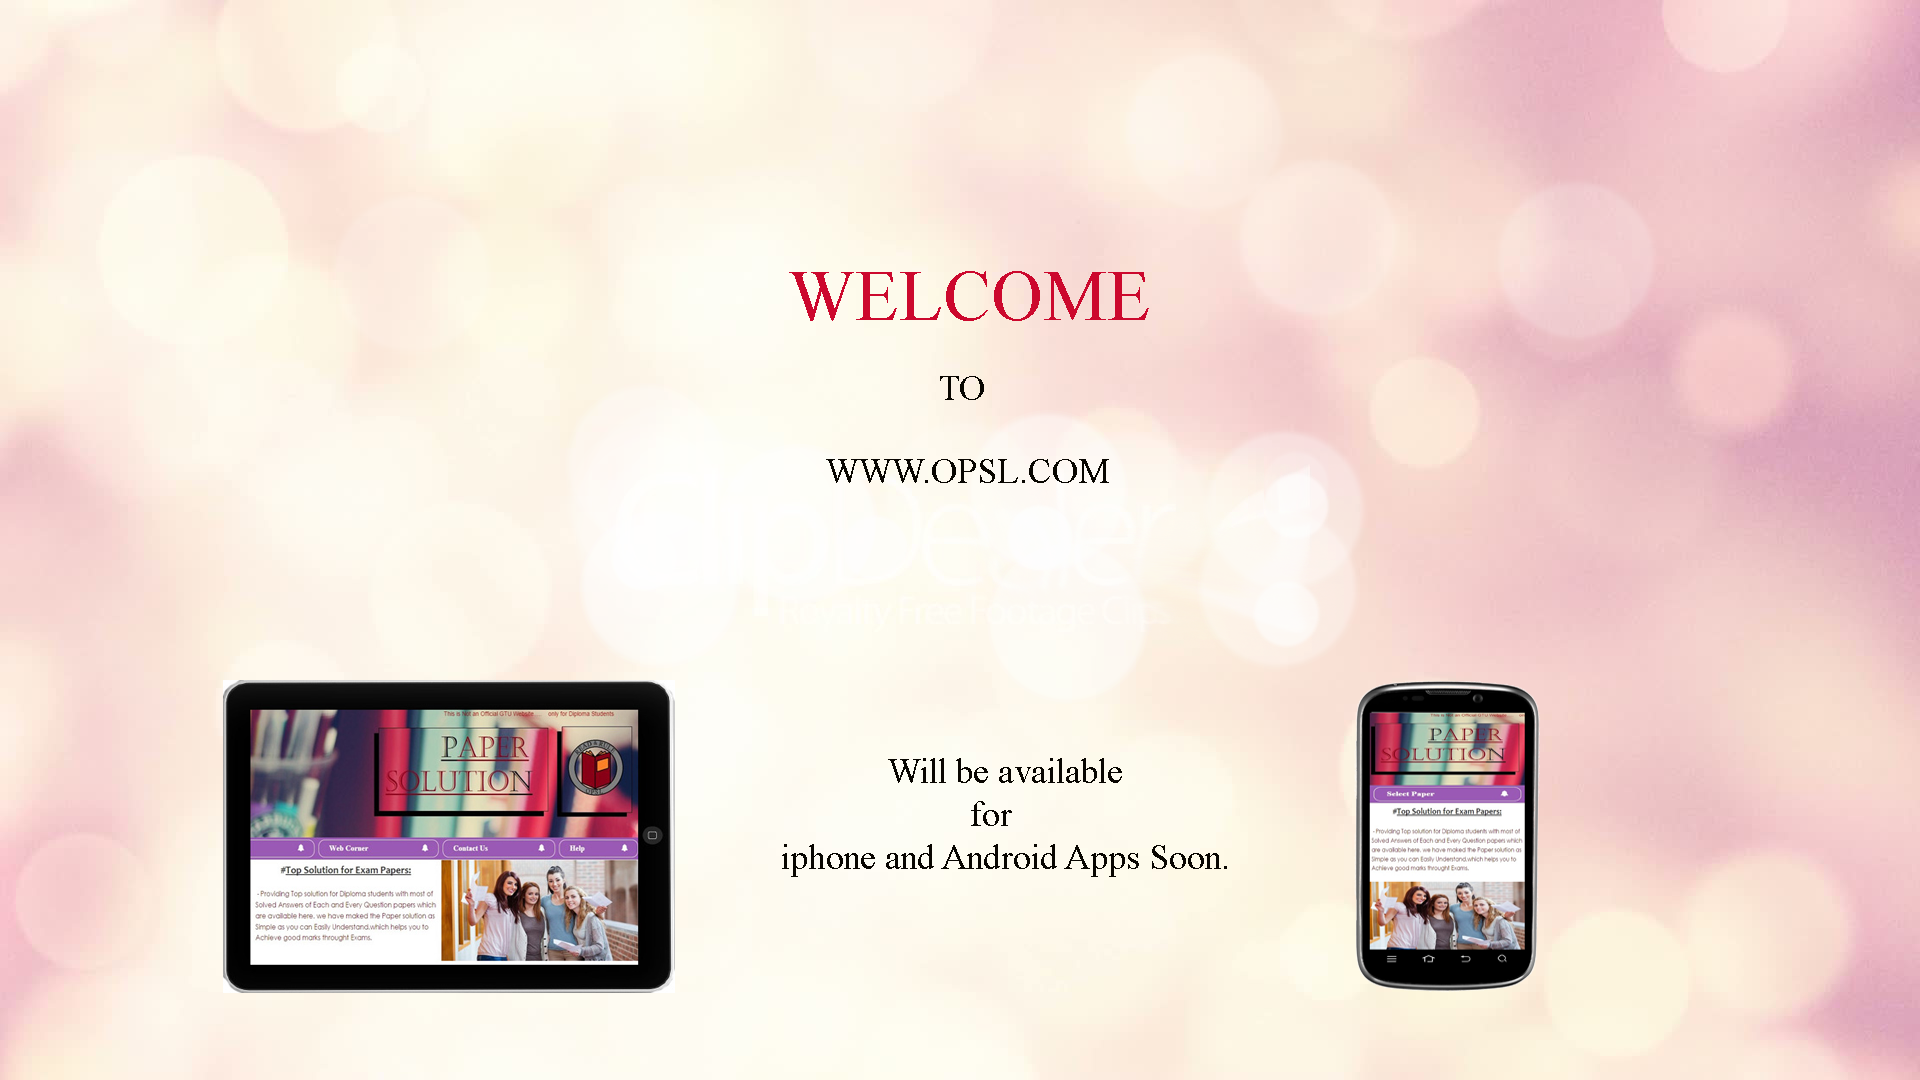 WELCOME
TO
WWW.OPSL.COM
Royalty Free Footage
Will be available
for
iphone and Android Apps Soon.
This is Not an Official GTU Website. only for Diploma Students
PAPER
SOLUTION
READ & RULE
OPSL
Web Corner
Contact Us
Help
#Top Solution for Exam Papers:
- Providing Top solution for Diploma students with most of
Solved Answers of Each and Every Question papers which
are available here. we have maked the Paper solution as
Simple as you can Easily Understand.which helps you to
Achieve good marks throught Exams.
This is Not an Official GTU Website
PAPER
SOLUTION
Select Paper
#Top Solution for Exam Papers:
- Providing Top solution for Diploma students with most of
Solved Answers of Each and Every Question papers which
are available here. we have maked the Paper solution as
Simple as you can Easily Understand.which helps you to
Achieve good marks throught Exams.